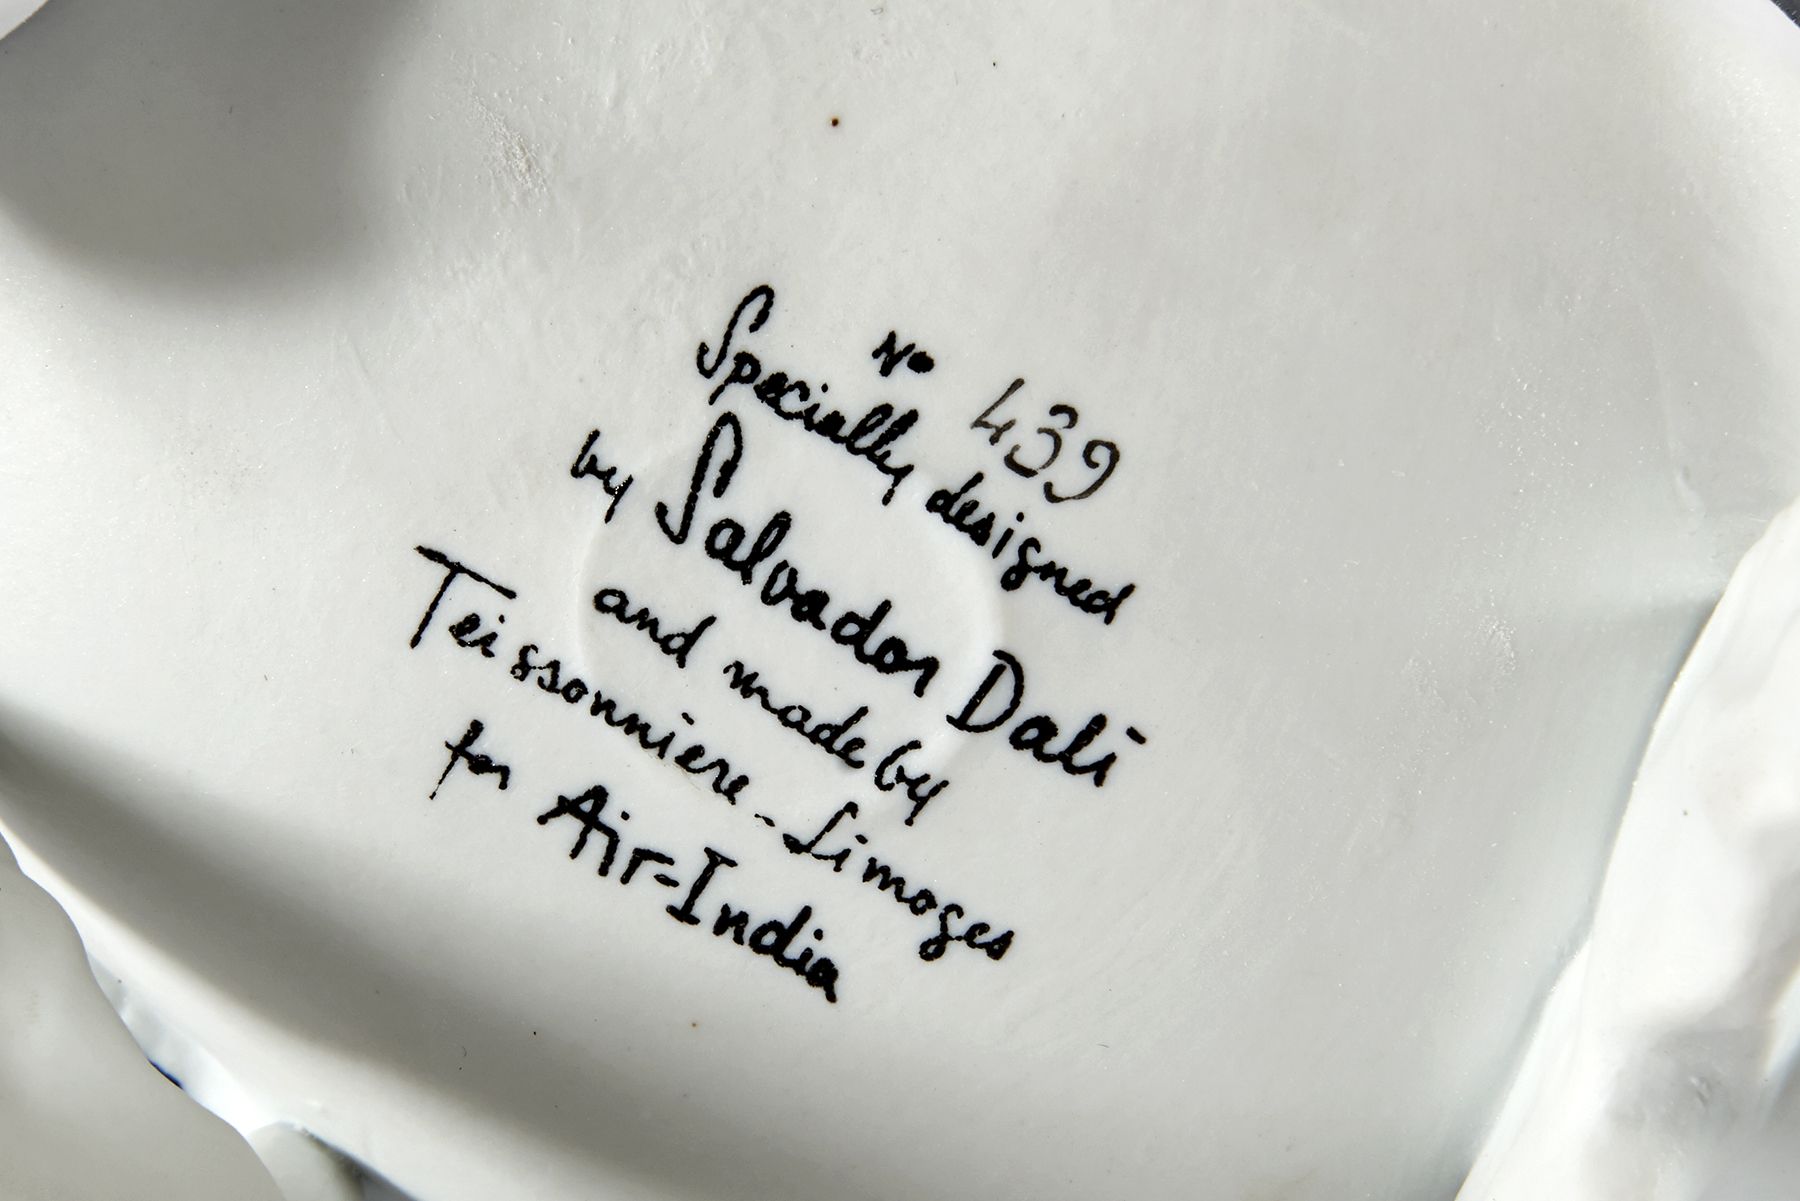 No 439
Specially designed
by Salvador Dali
and made by
Teissonniere - Limoges
for Air-India